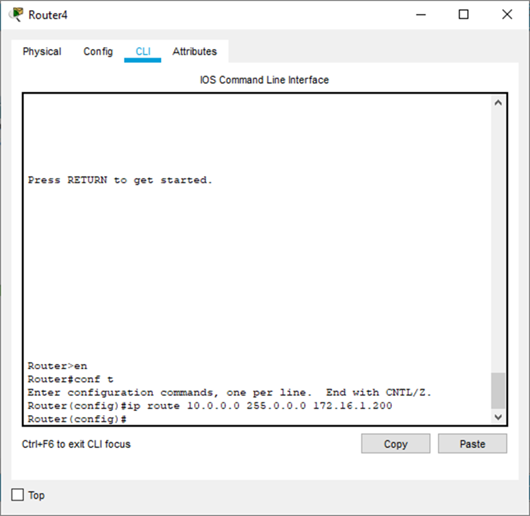 Router4
Physical Config CLI Attributes
IOS Command Line Interface
Press RETURN to get started.
Router>en
Router#conf t
Enter configuration commands, one per line.  End with CNTL/Z.
Router(config)#ip route 10.0.0.0 255.0.0.0 172.16.1.200
Router(config)#
Ctrl+F6 to exit CLI focus
Copy Paste
Top